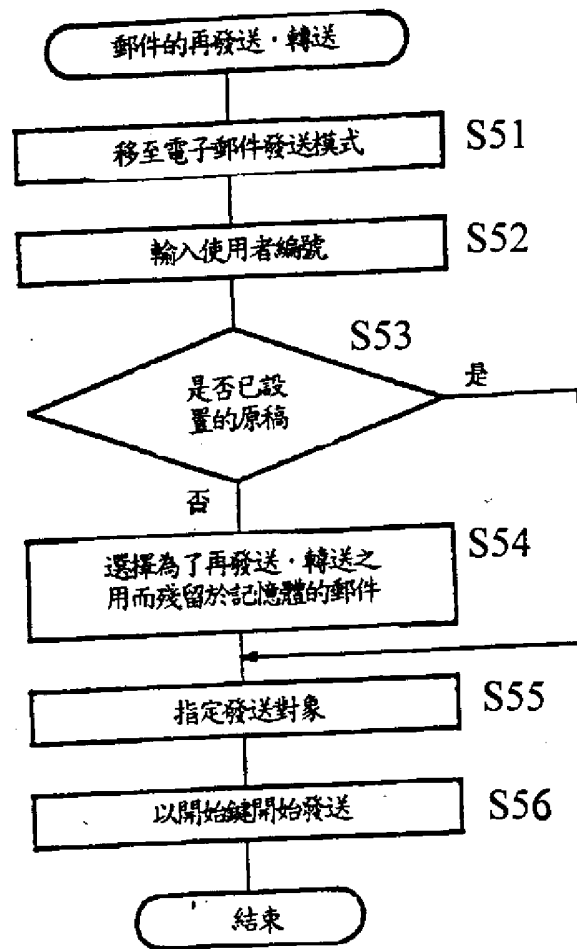 郵件的再發送·轉送
移至電子郵件發送模式
S51
輸入使用者編號
S52
S53
是否已設
置的原稿
是
否
選擇為了再發送·轉送之
用而殘留於記憶體的郵件
S54
指定發送對象
S55
以開始鍵開始發送
S56
結束